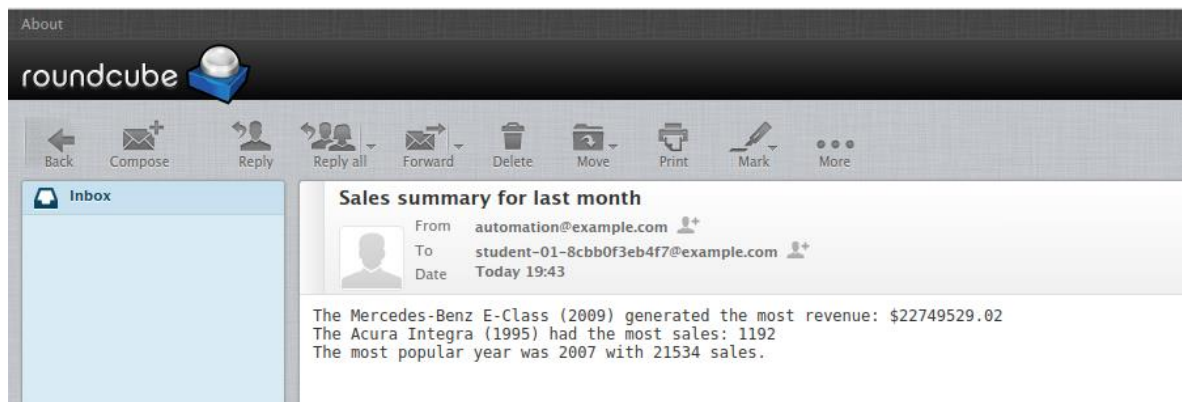 About
roundcube
Back Compose Reply Reply all Forward Delete Move Print Mark More
Inbox
Sales summary for last month
From automation@example.com
To student-01-8cbb0f3eb4f7@example.com
Date Today 19:43
The Mercedes-Benz E-Class (2009) generated the most revenue: $22749529.02
The Acura Integra (1995) had the most sales: 1192
The most popular year was 2007 with 21534 sales.